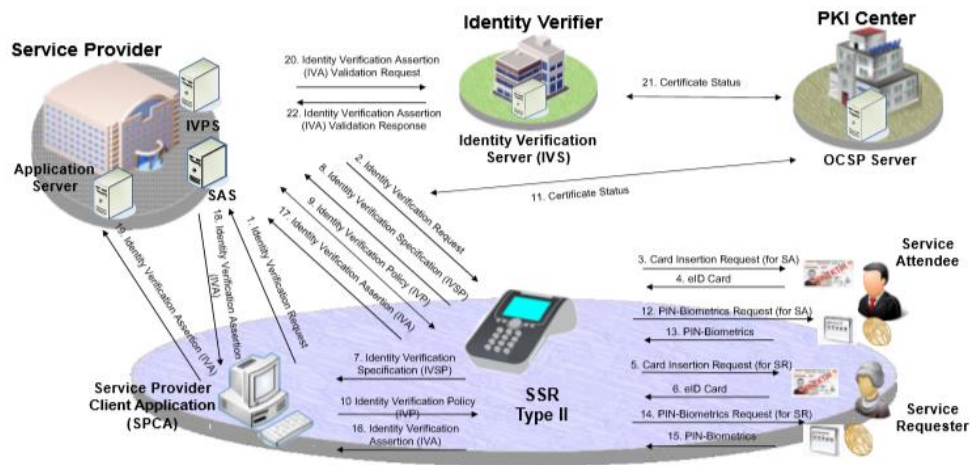 Service Provider
Identity Verifier
PKI Center
20. Identity Verification Assertion
(IVA) Validation Request
22. Identity Verification Assertion
(IVA) Validation Response
21. Certificate Status
IVPS
Application
Server
SAS
Identity Verification
Server (IVS)
OCSP Server
11. Certificate Status
2. Identity Verification Request
8. Identity Verification Specification (IVSP)
9. Identity Verification Policy (IVP)
17. Identity Verification Assertion (IVA)
1. Identity Verification Request
18. Identity Verification Assertion
(IVA)
19. Identity Verification Assertion (IVA)
Service
Attendee
3. Card Insertion Request (for SA)
4. eID Card
12. PIN-Biometrics Request (for SA)
13. PIN-Biometrics
7. Identity Verification
Specification (IVSP)
5. Card Insertion Request (for SR)
6. eID Card
10 Identity Verification Policy
(IVP)
14. PIN-Biometrics Request (for SR)
16. Identity Verification
Assertion (IVA)
15. PIN-Biometrics
SSR
Type II
Service Provider
Client Application
(SPCA)
Service
Requester